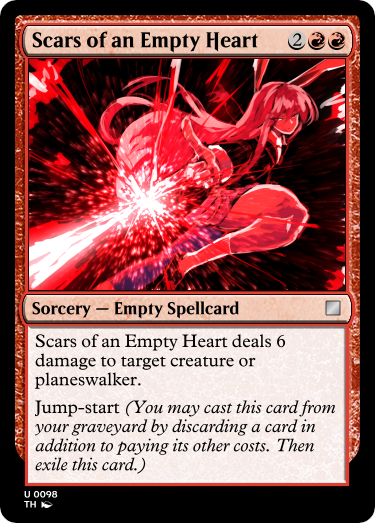 Scars of an Empty Heart 2
Sorcery — Empty Spellcard
Scars of an Empty Heart deals 6
damage to target creature or
planeswalker.
Jump-start (You may cast this card from
your graveyard by discarding a card in
addition to paying its other costs. Then
exile this card.)
U 0098
TH